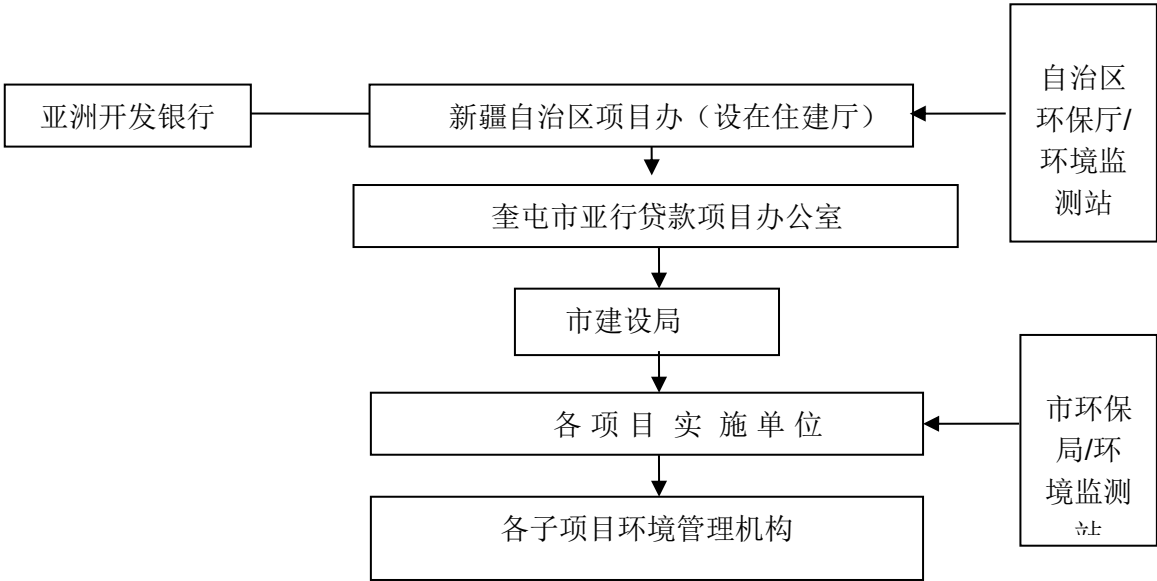 亚洲开发银行
新疆自治区项目办（设在住建厅）
自治区
环保厅/
环境监
测站
奎屯市亚行贷款项目办公室
市建设局
各 项 目 实 施 单 位
市环保
局/环
境监测
站
各子项目环境管理机构